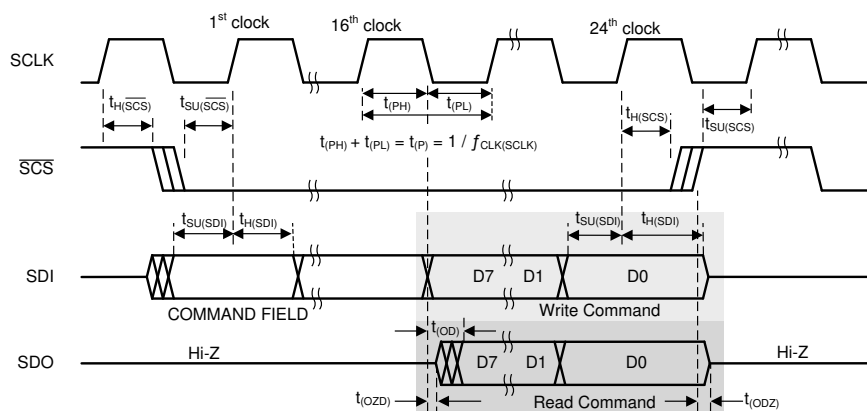 1st clock 16th clock 24th clock
SCLK
tH(SCS) tSU(SCS) t(PH) t(PL) tH(SCS) tSU(SCS)
t(PH) + t(PL) = t(P) = 1 / fCLK(SCLK)
SCS
tSU(SDI) tH(SDI) tSU(SDI) tH(SDI)
SDI D7 D1 D0
COMMAND FIELD Write Command
t(OD)
SDO Hi-Z D7 D1 D0 Hi-Z
t(OZD) Read Command t(ODZ)